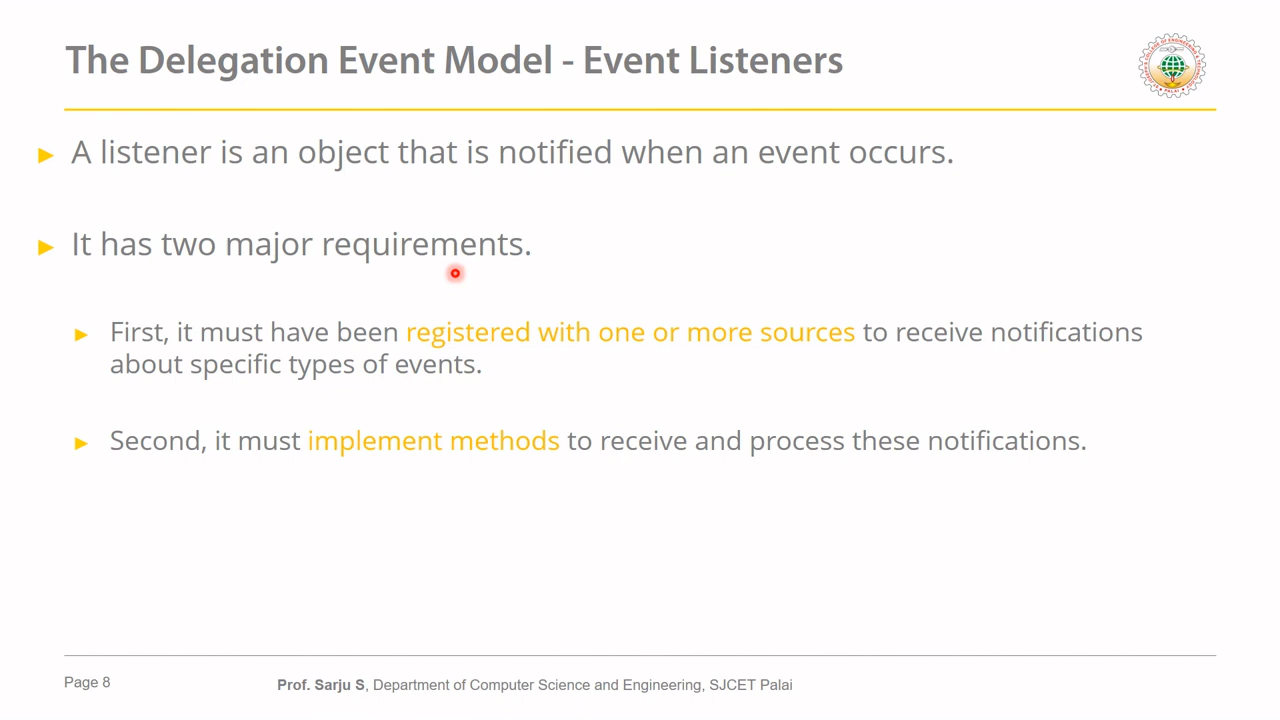 The Delegation Event Model - Event Listeners
A listener is an object that is notified when an event occurs.
It has two major requirements.
First, it must have been registered with one or more sources to receive notifications
about specific types of events.
Second, it must implement methods to receive and process these notifications.
Page 8
Prof. Sarju S, Department of Computer Science and Engineering, SJCET Palai